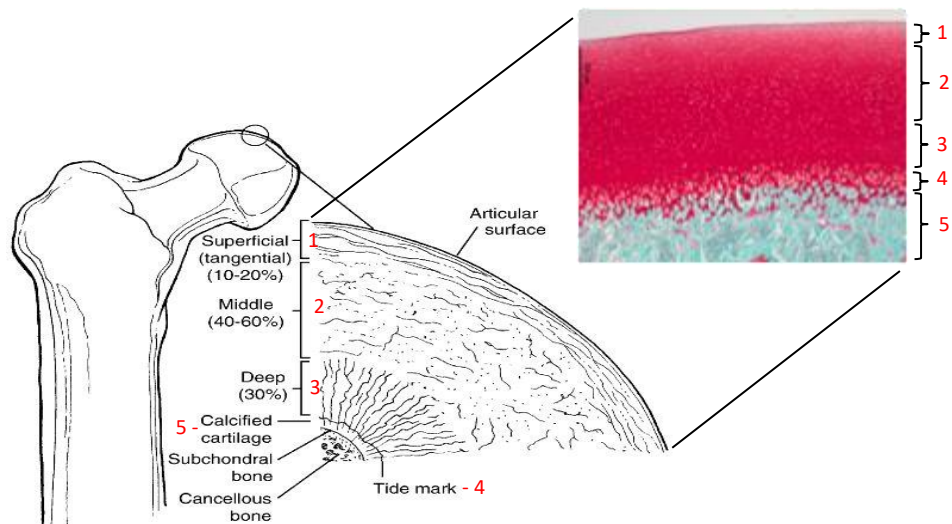 1
2
3
4
5
Articular
surface
Superficial
(tangential)
(10-20%)
1
Middle
(40-60%)
2
Deep
(30%)
3
5 - Calcified
cartilage
Subchondral
bone
Cancellous
bone
Tide mark - 4